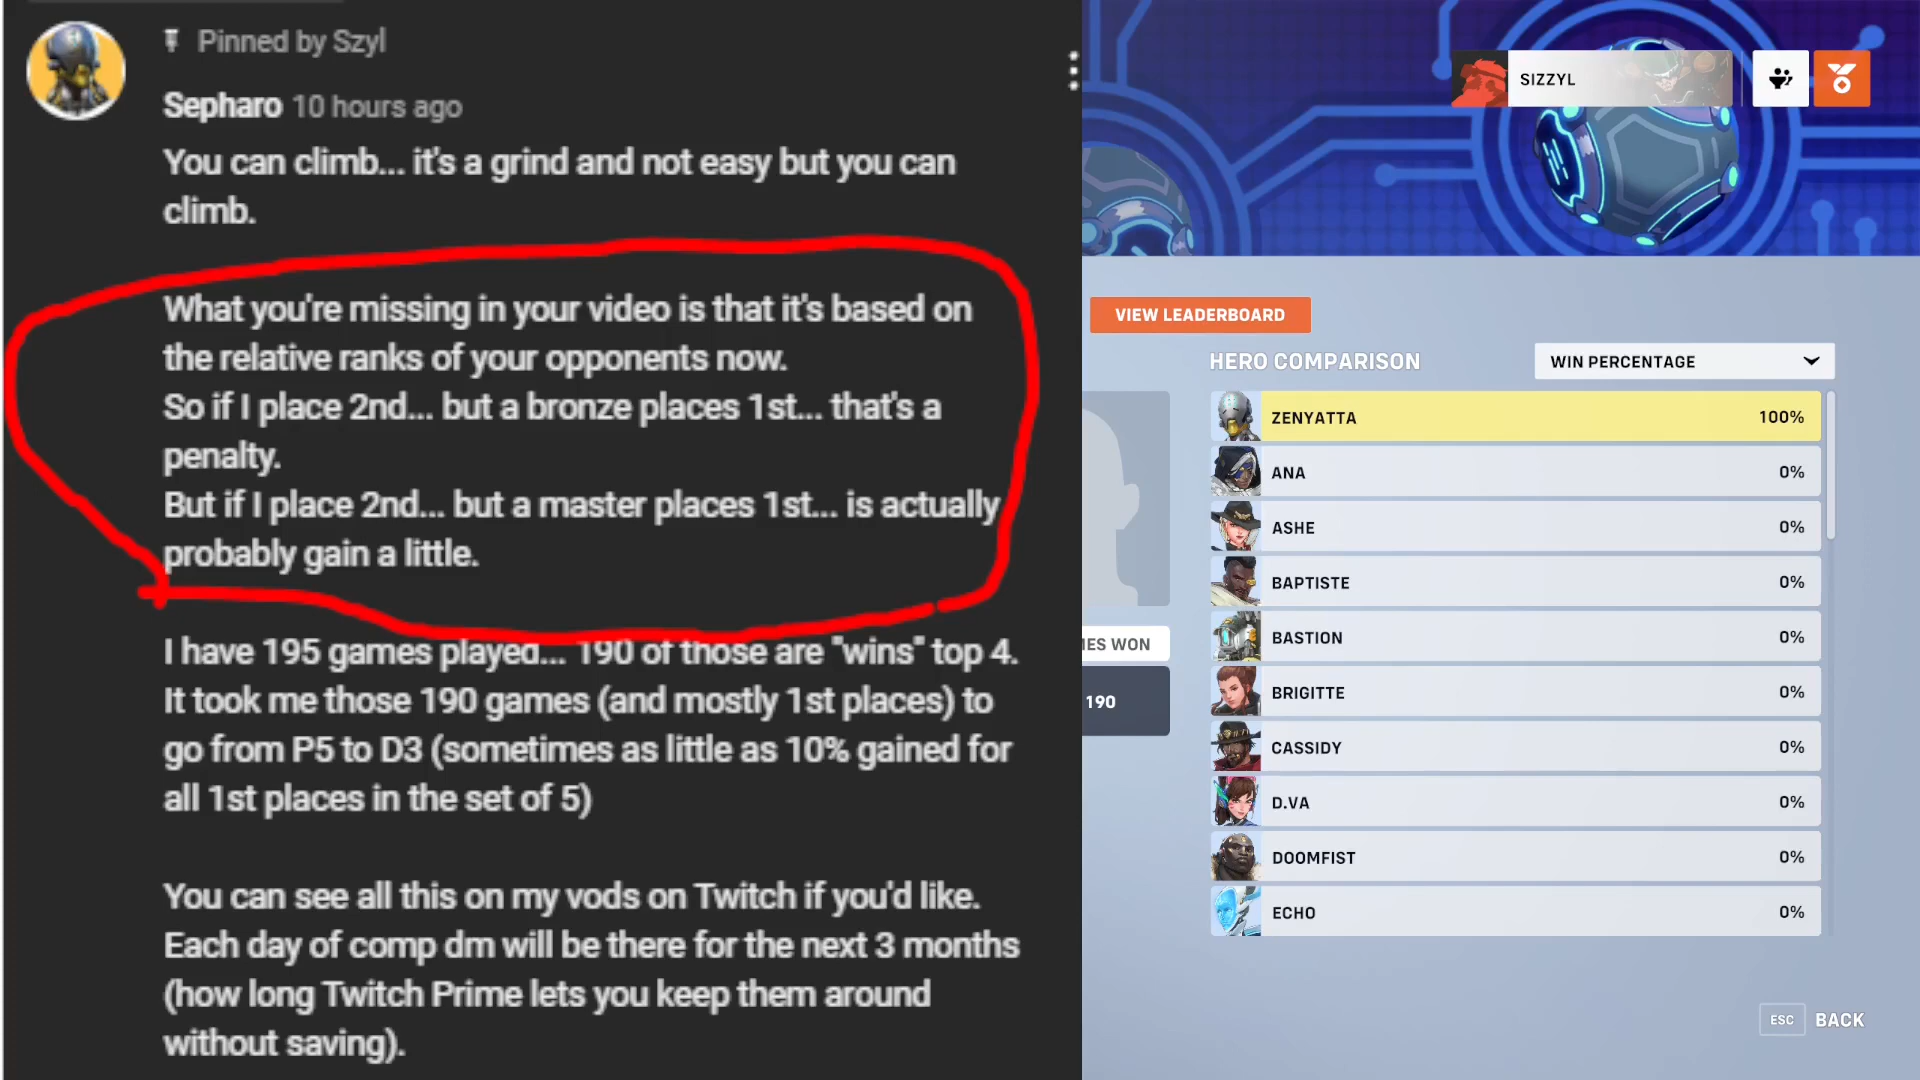 Pinned by Szyl
Sepharo 10 hours ago
You can climb... it's a grind and not easy but you can
climb.
What you're missing in your video is that it's based on
the relative ranks of your opponents now.
So if I place 2nd... but a bronze places 1st... that's a
penalty.
But if I place 2nd... but a master places 1st... is actually
probably gain a little.
I have 195 games played... 190 of those are "wins" top 4.
It took me those 190 games (and mostly 1st places) to
go from P5 to D3 (sometimes as little as 10% gained for
all 1st places in the set of 5)
You can see all this on my vods on Twitch if you'd like.
Each day of comp dm will be there for the next 3 months
(how long Twitch Prime lets you keep them around
without saving).
SIZZYL
VIEW LEADERBOARD
HERO COMPARISON
WIN PERCENTAGE
ZENYATTA 100%
ANA 0%
ASHE 0%
BAPTISTE 0%
BASTION 0%
BRIGITTE 0%
CASSIDY 0%
D.VA 0%
DOOMFIST 0%
ECHO 0%
MES WON
190
ESC BACK